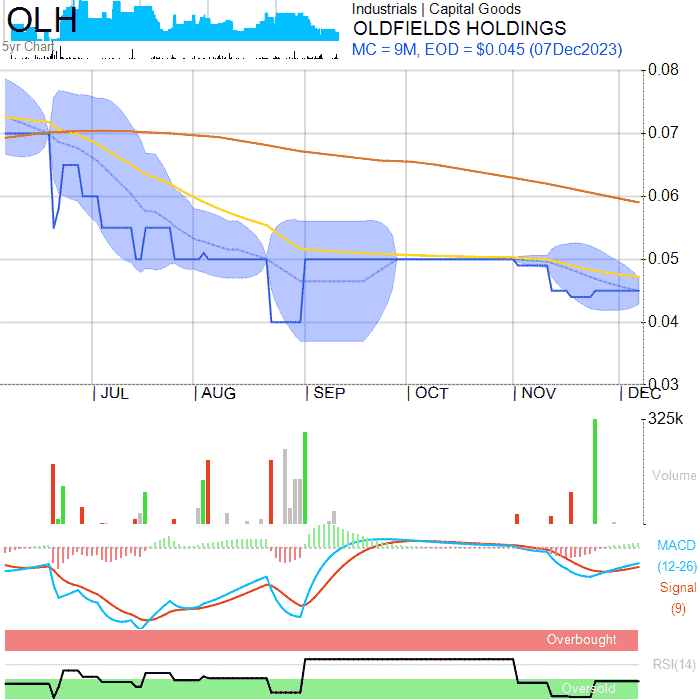 OLH
Industrials | Capital Goods
OLDFIELDS HOLDINGS
5yr Chart
MC = 9M, EOD = $0.045 (07Dec2023)
0.08
0.07
0.06
0.05
0.04
0.03
JUL AUG SEP OCT NOV DEC
325k
Volume
MACD
(12-26)
Signal
(9)
Overbought
RSI(14)
Oversold